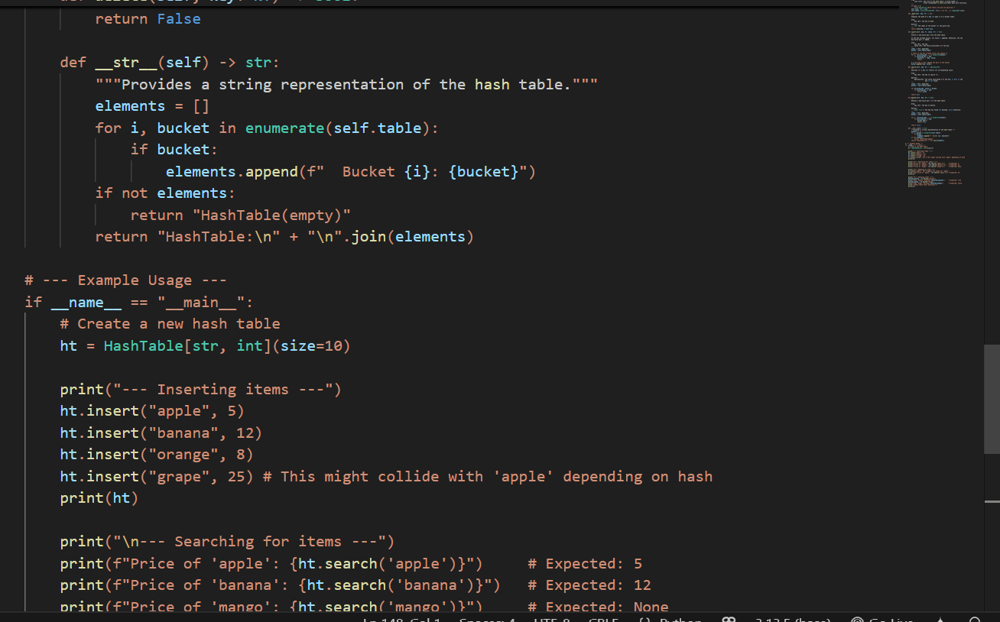 return False
def __str__(self) -> str:
"""Provides a string representation of the hash table."""
elements = []
for i, bucket in enumerate(self.table):
if bucket:
elements.append(f"  Bucket {i}: {bucket}")
if not elements:
return "HashTable(empty)"
return "HashTable:\n" + "\n".join(elements)
# --- Example Usage ---
if __name__ == "__main__":
# Create a new hash table
ht = HashTable[str, int](size=10)
print("--- Inserting items ---")
ht.insert("apple", 5)
ht.insert("banana", 12)
ht.insert("orange", 8)
ht.insert("grape", 25) # This might collide with 'apple' depending on hash
print(ht)
print("\n--- Searching for items ---")
print(f"Price of 'apple': {ht.search('apple')}")     # Expected: 5
print(f"Price of 'banana': {ht.search('banana')}")   # Expected: 12
print(f"Price of 'mango': {ht.search('mango')}")     # Expected: None